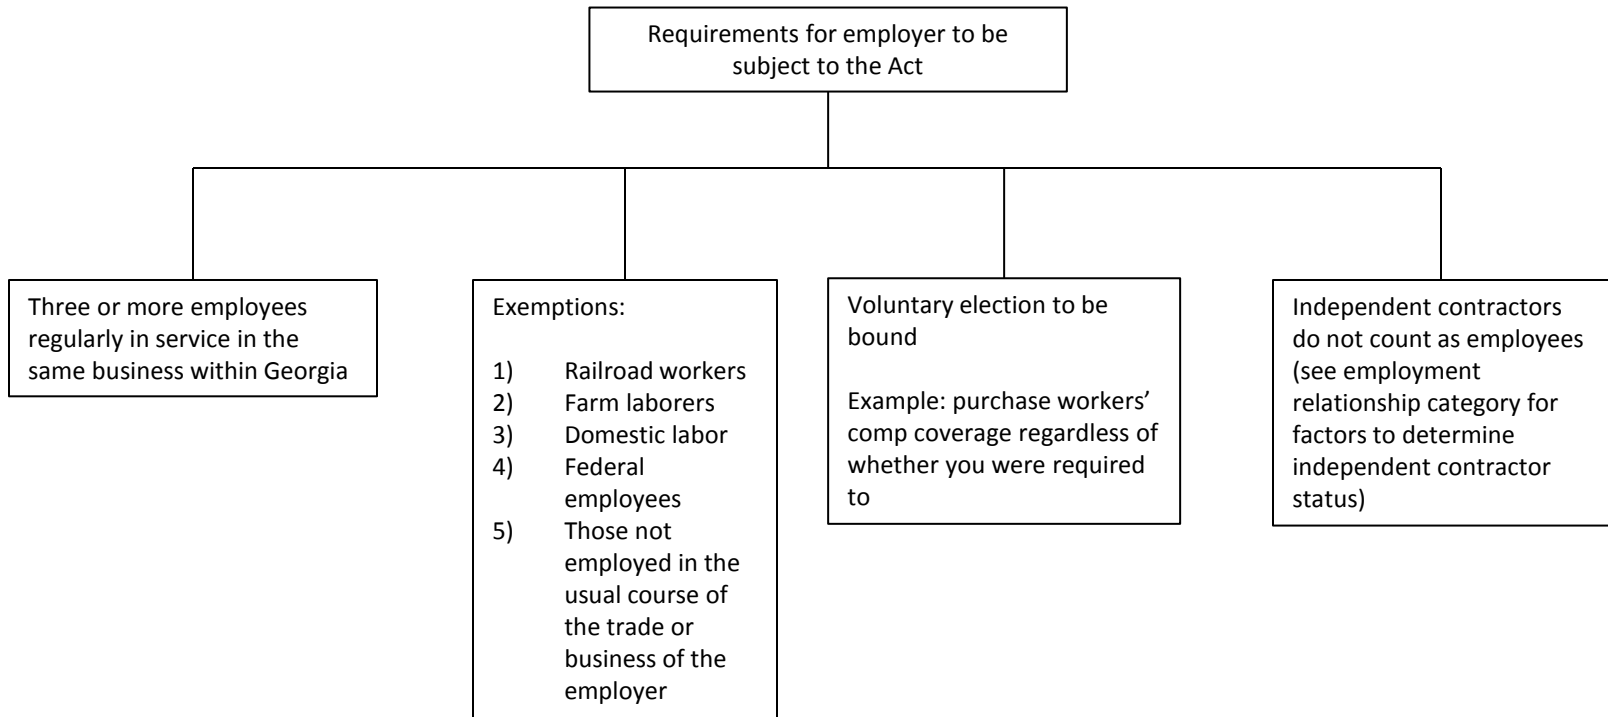 Requirements for employer to be
subject to the Act
Three or more employees
regularly in service in the
same business within Georgia
Exemptions:
1) Railroad workers
2) Farm laborers
3) Domestic labor
4) Federal
employees
5) Those not
employed in the
usual course of
the trade or
business of the
employer
Voluntary election to be
bound
Example: purchase workers’
comp coverage regardless of
whether you were required
to
Independent contractors
do not count as employees
(see employment
relationship category for
factors to determine
independent contractor
status)